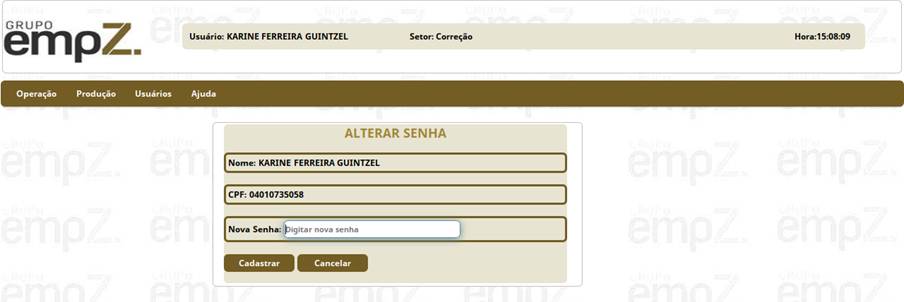 GRUPO
empZ.
Usuário: KARINE FERREIRA GUINTZEL Setor: Correção Hora:15:08:09
Operação Produção Usuários Ajuda
ALTERAR SENHA
Nome: KARINE FERREIRA GUINTZEL
CPF: 04010735058
Nova Senha: Digitar nova senha
Cadastrar Cancelar